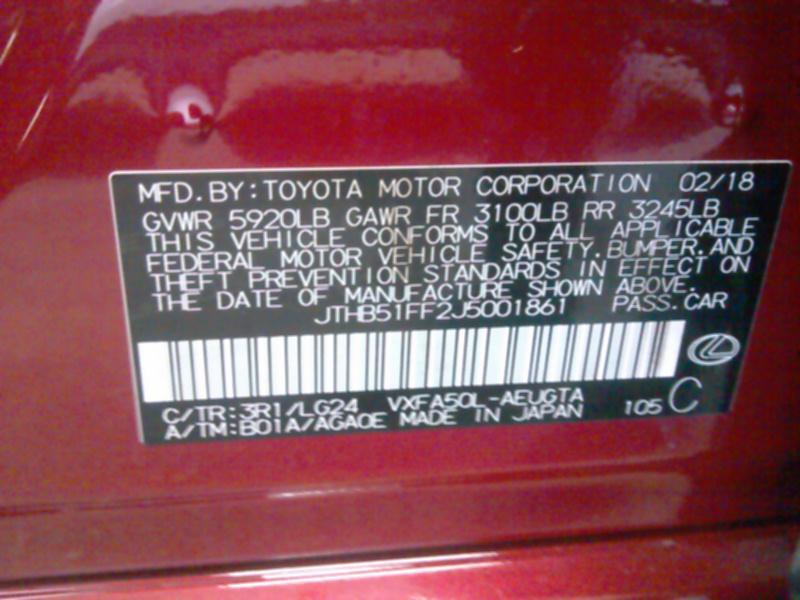 MFD.BY:TOYOTA MOTOR CORPORATION 02/18
GVWR 5920LB GAWR FR 3100LB RR 3245LB
THIS VEHICLE CONFORMS TO ALL APPLICABLE
FEDERAL MOTOR VEHICLE SAFETY,BUMPER,AND
THEFT PREVENTION STANDARDS IN EFFECT ON
THE DATE OF MANUFACTURE SHOWN ABOVE.
JTHB51FF2J5001861 PASS.CAR
C/TR:3R1/LG24 VXFA50L-AEUGTA
A/TM:B01A/AGA0E MADE IN JAPAN 105 C